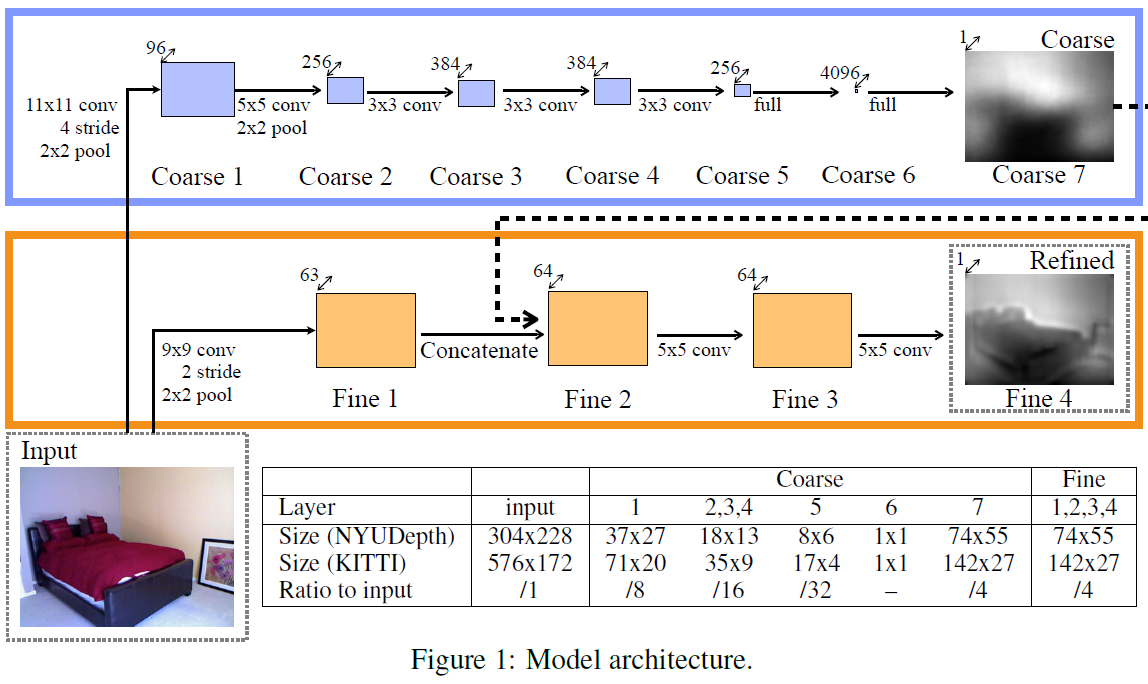 96
256
384
384
256
4096
1
Coarse
11x11 conv
4 stride
2x2 pool
5x5 conv
2x2 pool
3x3 conv
3x3 conv
3x3 conv
full
full
Coarse 1
Coarse 2
Coarse 3
Coarse 4
Coarse 5
Coarse 6
Coarse 7
63
64
64
1
Refined
9x9 conv
2 stride
2x2 pool
Concatenate
5x5 conv
5x5 conv
Fine 1
Fine 2
Fine 3
Fine 4
Input
Coarse Fine
Layer input 1 2,3,4 5 6 7 1,2,3,4
Size (NYUDepth) 304x228 37x27 18x13 8x6 1x1 74x55 74x55
Size (KITTI) 576x172 71x20 35x9 17x4 1x1 142x27 142x27
Ratio to input /1 /8 /16 /32 – /4 /4
Figure 1: Model architecture.